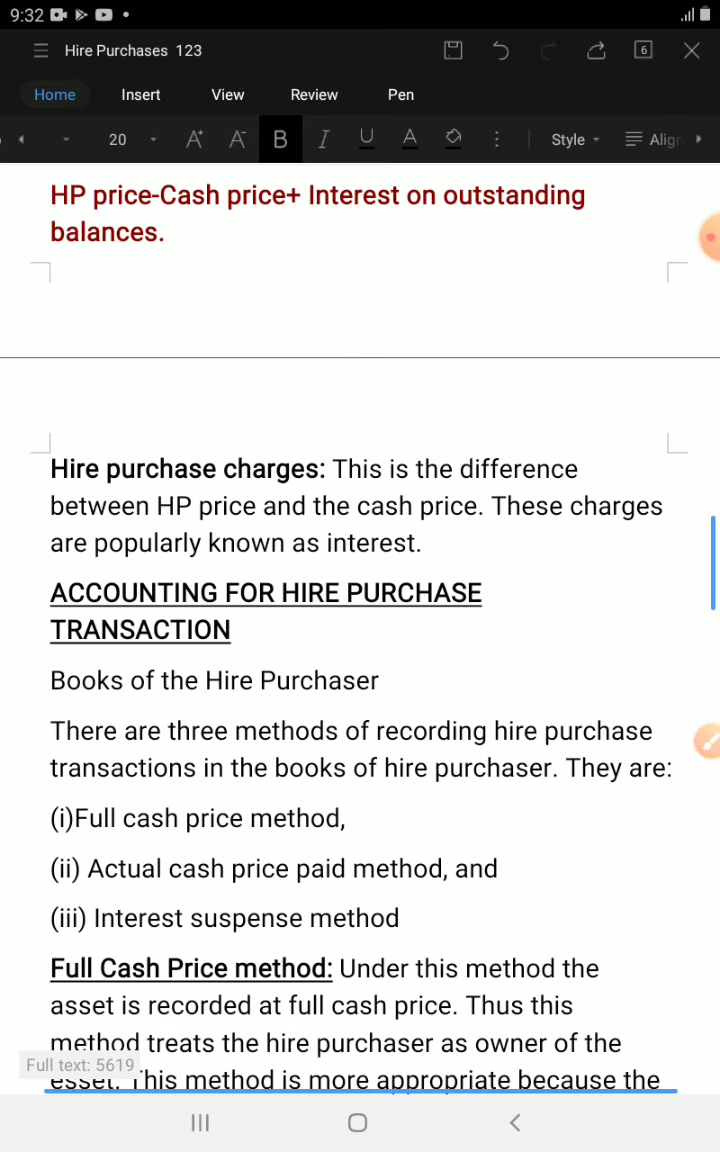 9:32
Hire Purchases 123
6
Home Insert View Review Pen
20 A+ A- B I U A Style Align
HP price-Cash price+ Interest on outstanding
balances.
Hire purchase charges: This is the difference
between HP price and the cash price. These charges
are popularly known as interest.
ACCOUNTING FOR HIRE PURCHASE
TRANSACTION
Books of the Hire Purchaser
There are three methods of recording hire purchase
transactions in the books of hire purchaser. They are:
(i)Full cash price method,
(ii) Actual cash price paid method, and
(iii) Interest suspense method
Full Cash Price method: Under this method the
asset is recorded at full cash price. Thus this
method treats the hire purchaser as owner of the
Full text: 5619
This method is more appropriate because the